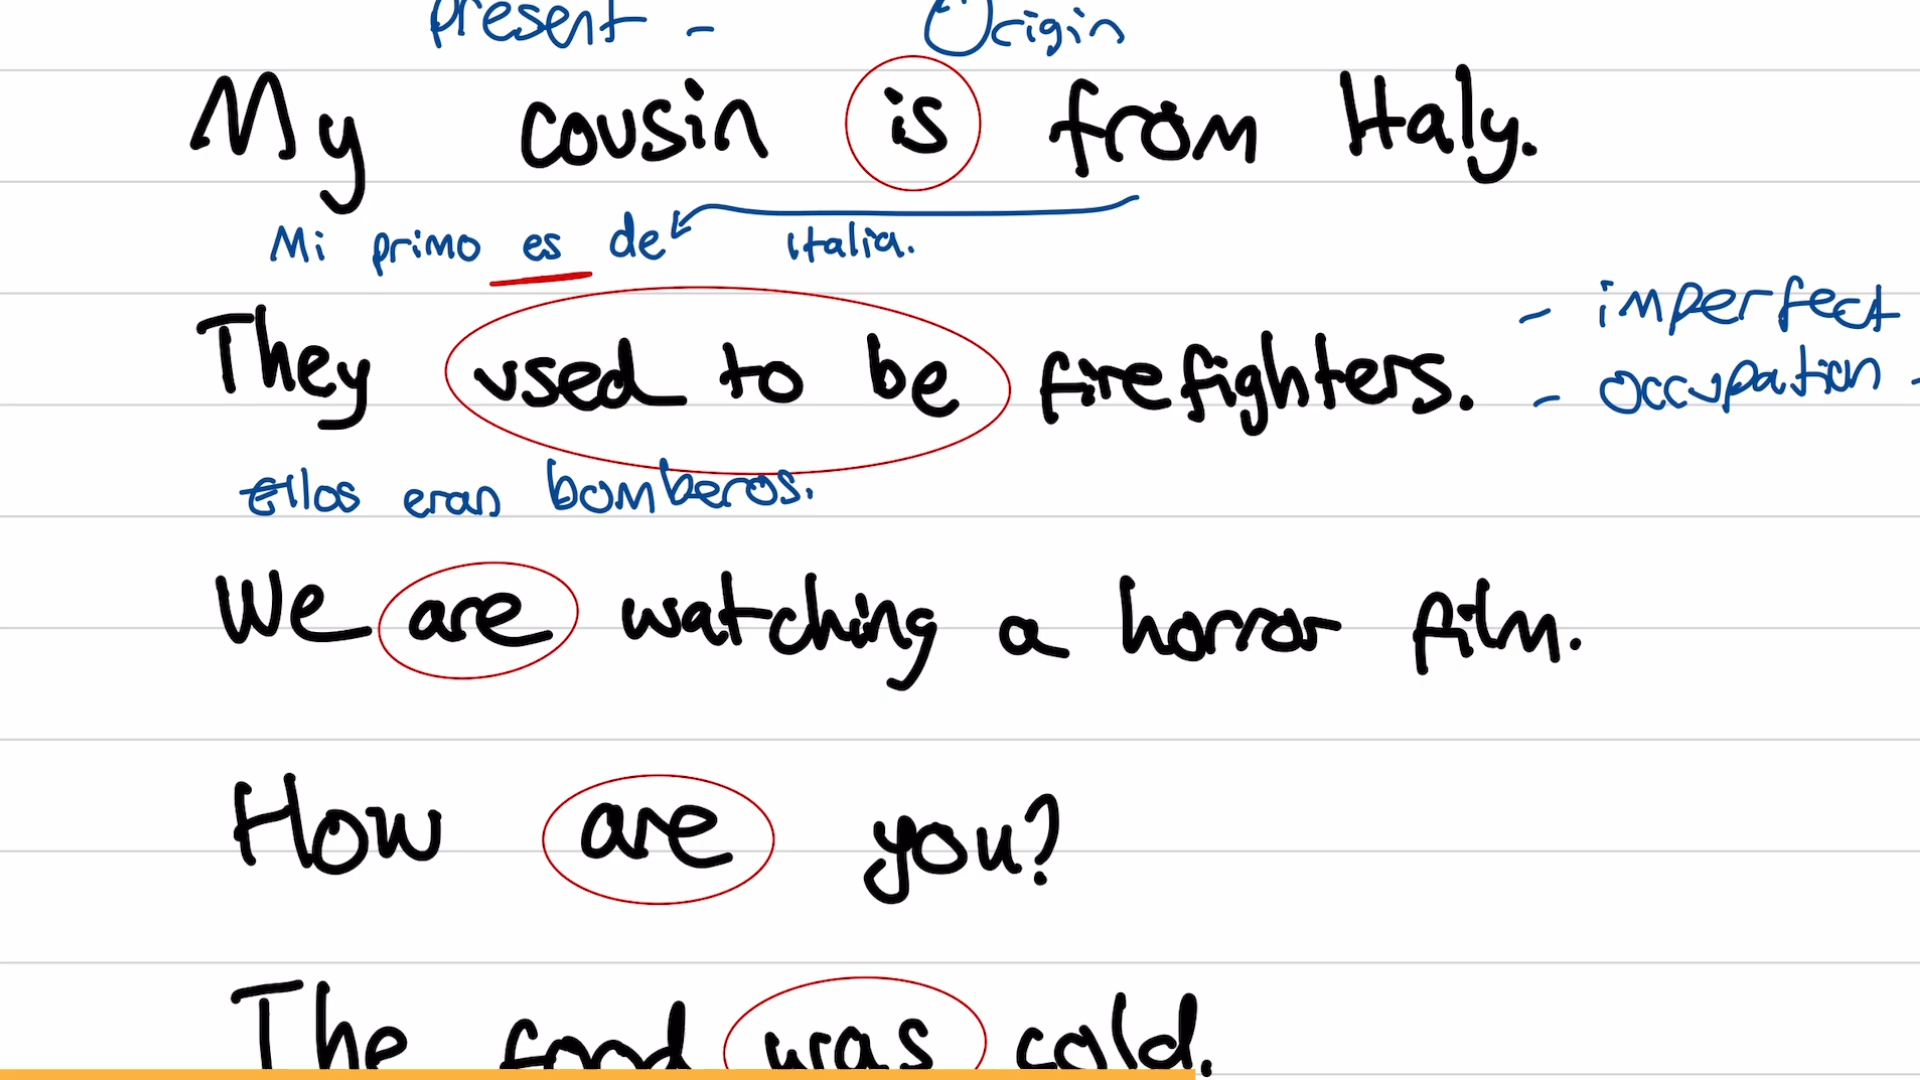 present - Origin
My cousin is from Italy.
Mi primo es de Italia.
They used to be firefighters.
- imperfect
- occupation -
Ellos eran bomberos.
We are watching a horror film.
How are you?
The food was cold.